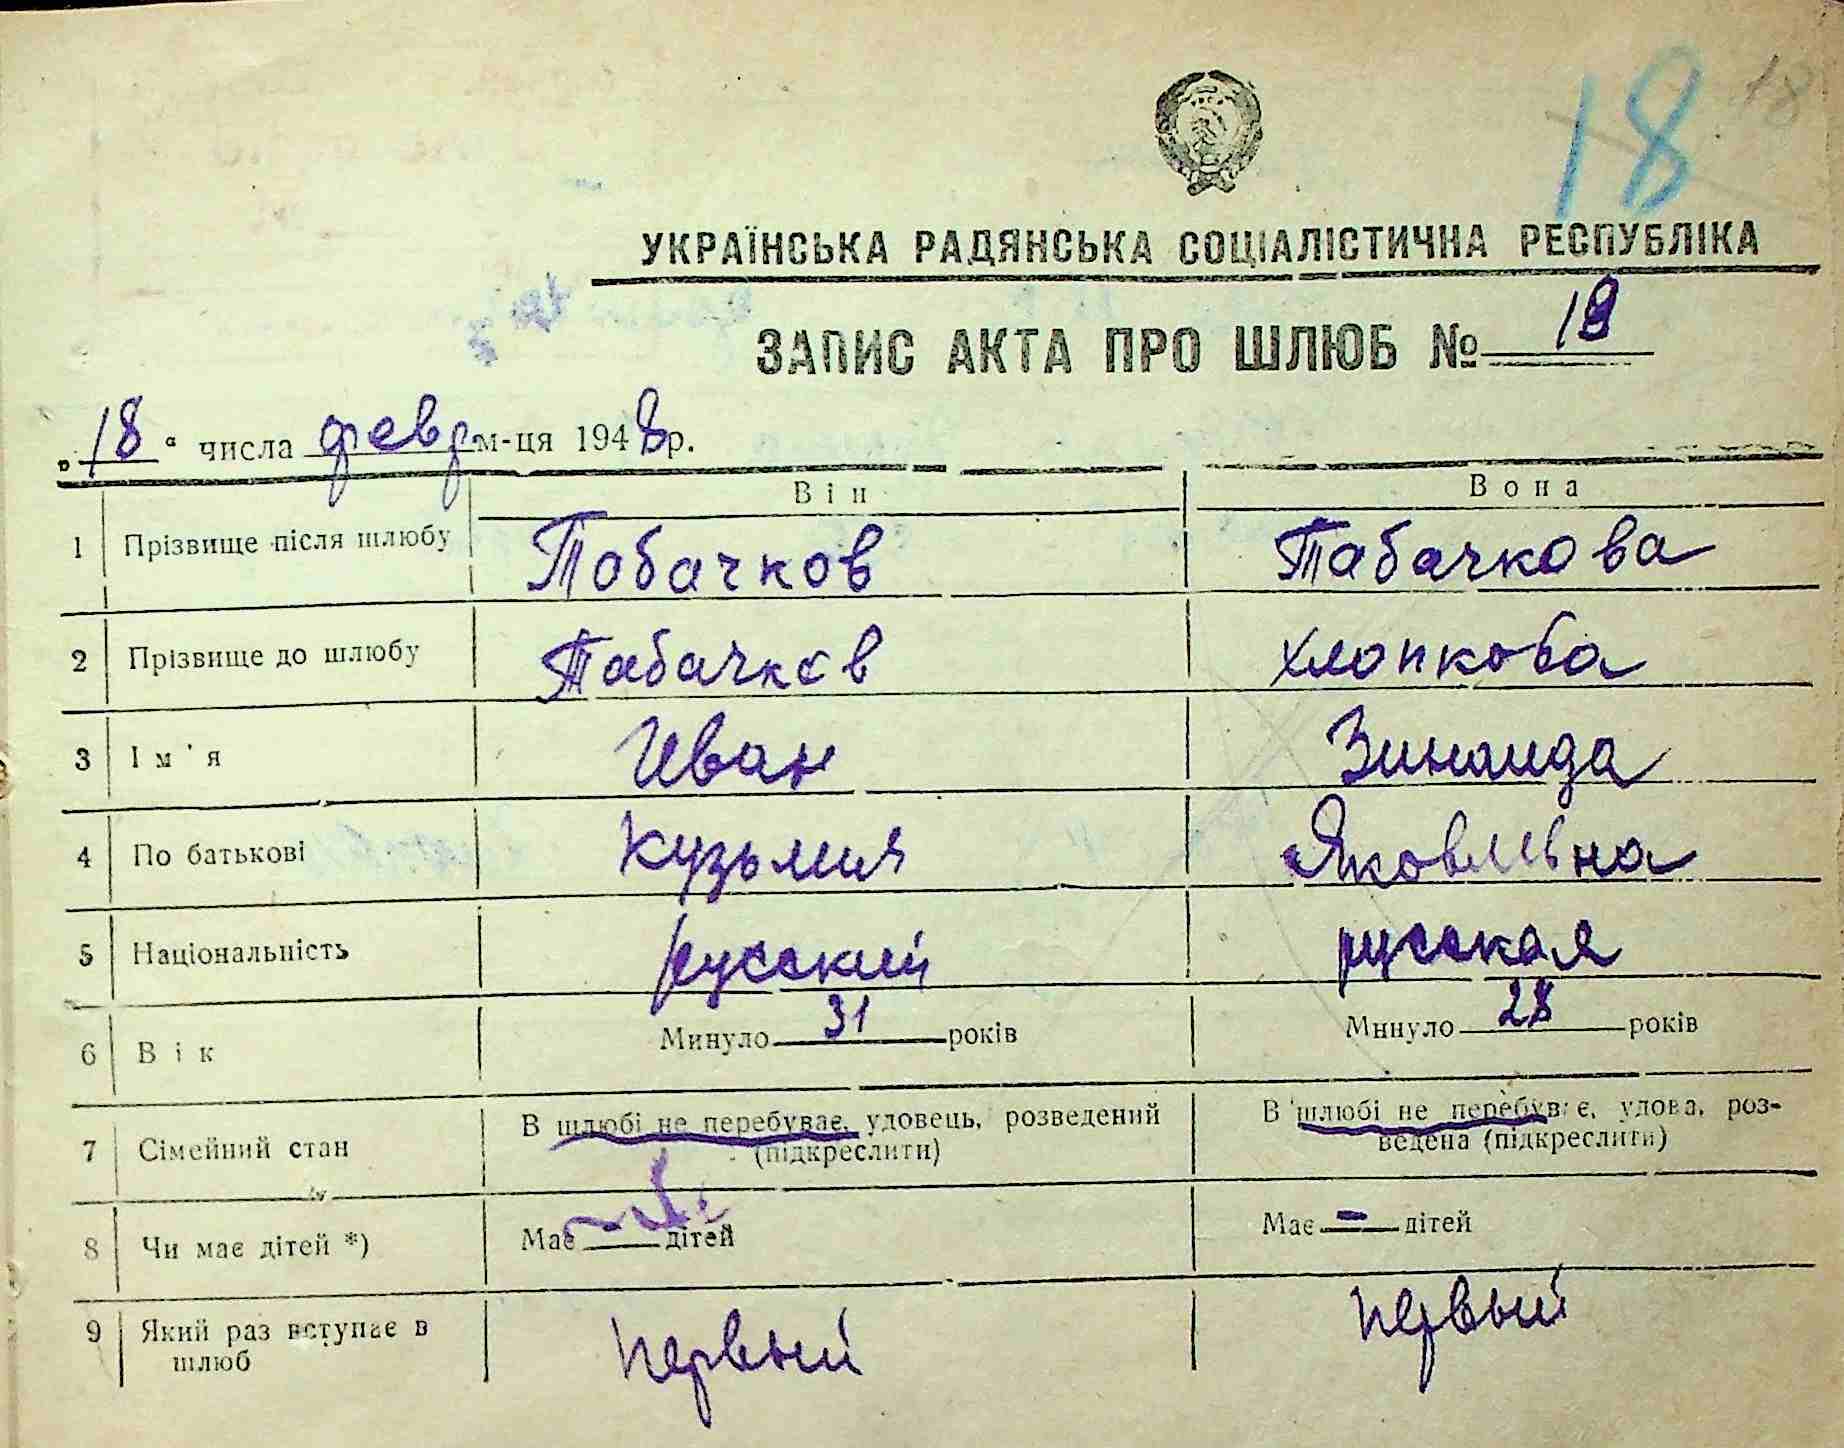 18 18
УКРАЇНСЬКА РАДЯНСЬКА СОЦІАЛІСТИЧНА РЕСПУБЛІКА
ЗАПИС АКТА ПРО ШЛЮБ № 18
„18“ числа февр м-ця 1948 р.
Він Вона
1 Прізвище після шлюбу Тобачков Табачкова
2 Прізвище до шлюбу Табачков Хлопкова
3 Ім'я Иван Зинаида
4 По батькові Кузьмич Яковлевна
5 Національність русский русская
6 Вік Минуло 31 років Минуло 28 років
7 Сімейний стан В шлюбі не перебуває, удовець, розведений (підкреслити) В шлюбі не перебуває, удова, роз-
ведена (підкреслити)
8 Чи має дітей *) Має — дітей Має — дітей
9 Який раз вступає в шлюб первый первый